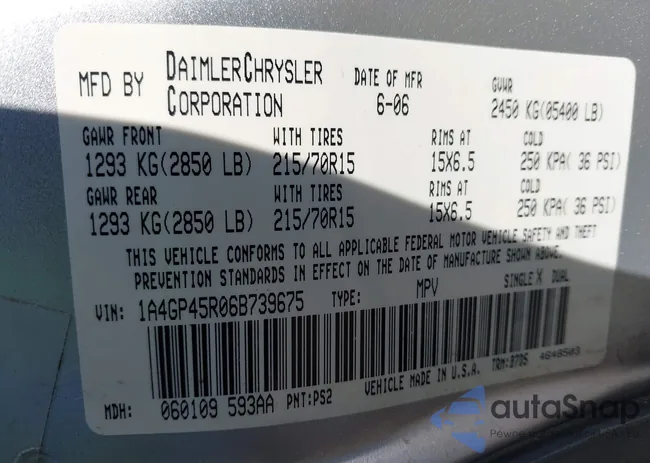 MFD BY DAIMLERCHRYSLER CORPORATION DATE OF MFR 6-06 GVWR 2450 KG(05400 LB)
GAWR FRONT WITH TIRES RIMS AT COLD
1293 KG(2850 LB) 215/70R15 15X6.5 250 KPA( 36 PSI)
GAWR REAR WITH TIRES RIMS AT COLD
1293 KG(2850 LB) 215/70R15 15X6.5 250 KPA( 36 PSI)
THIS VEHICLE CONFORMS TO ALL APPLICABLE FEDERAL MOTOR VEHICLE SAFETY AND THEFT
PREVENTION STANDARDS IN EFFECT ON THE DATE OF MANUFACTURE SHOWN ABOVE.
VIN: 1A4GP45R06B739675 TYPE: MPV SINGLE X DUAL
VEHICLE MADE IN U.S.A. TRM:B7D5 4648503
MDH: 060109 593AA PNT:PS2
autoSnap